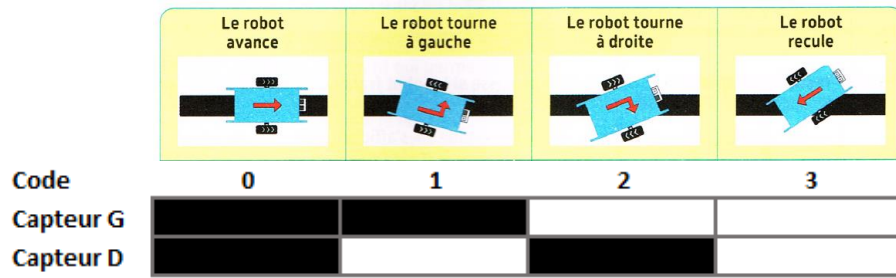 Le robot
avance
Le robot tourne
à gauche
Le robot tourne
à droite
Le robot
recule
Code 0 1 2 3
Capteur G
Capteur D